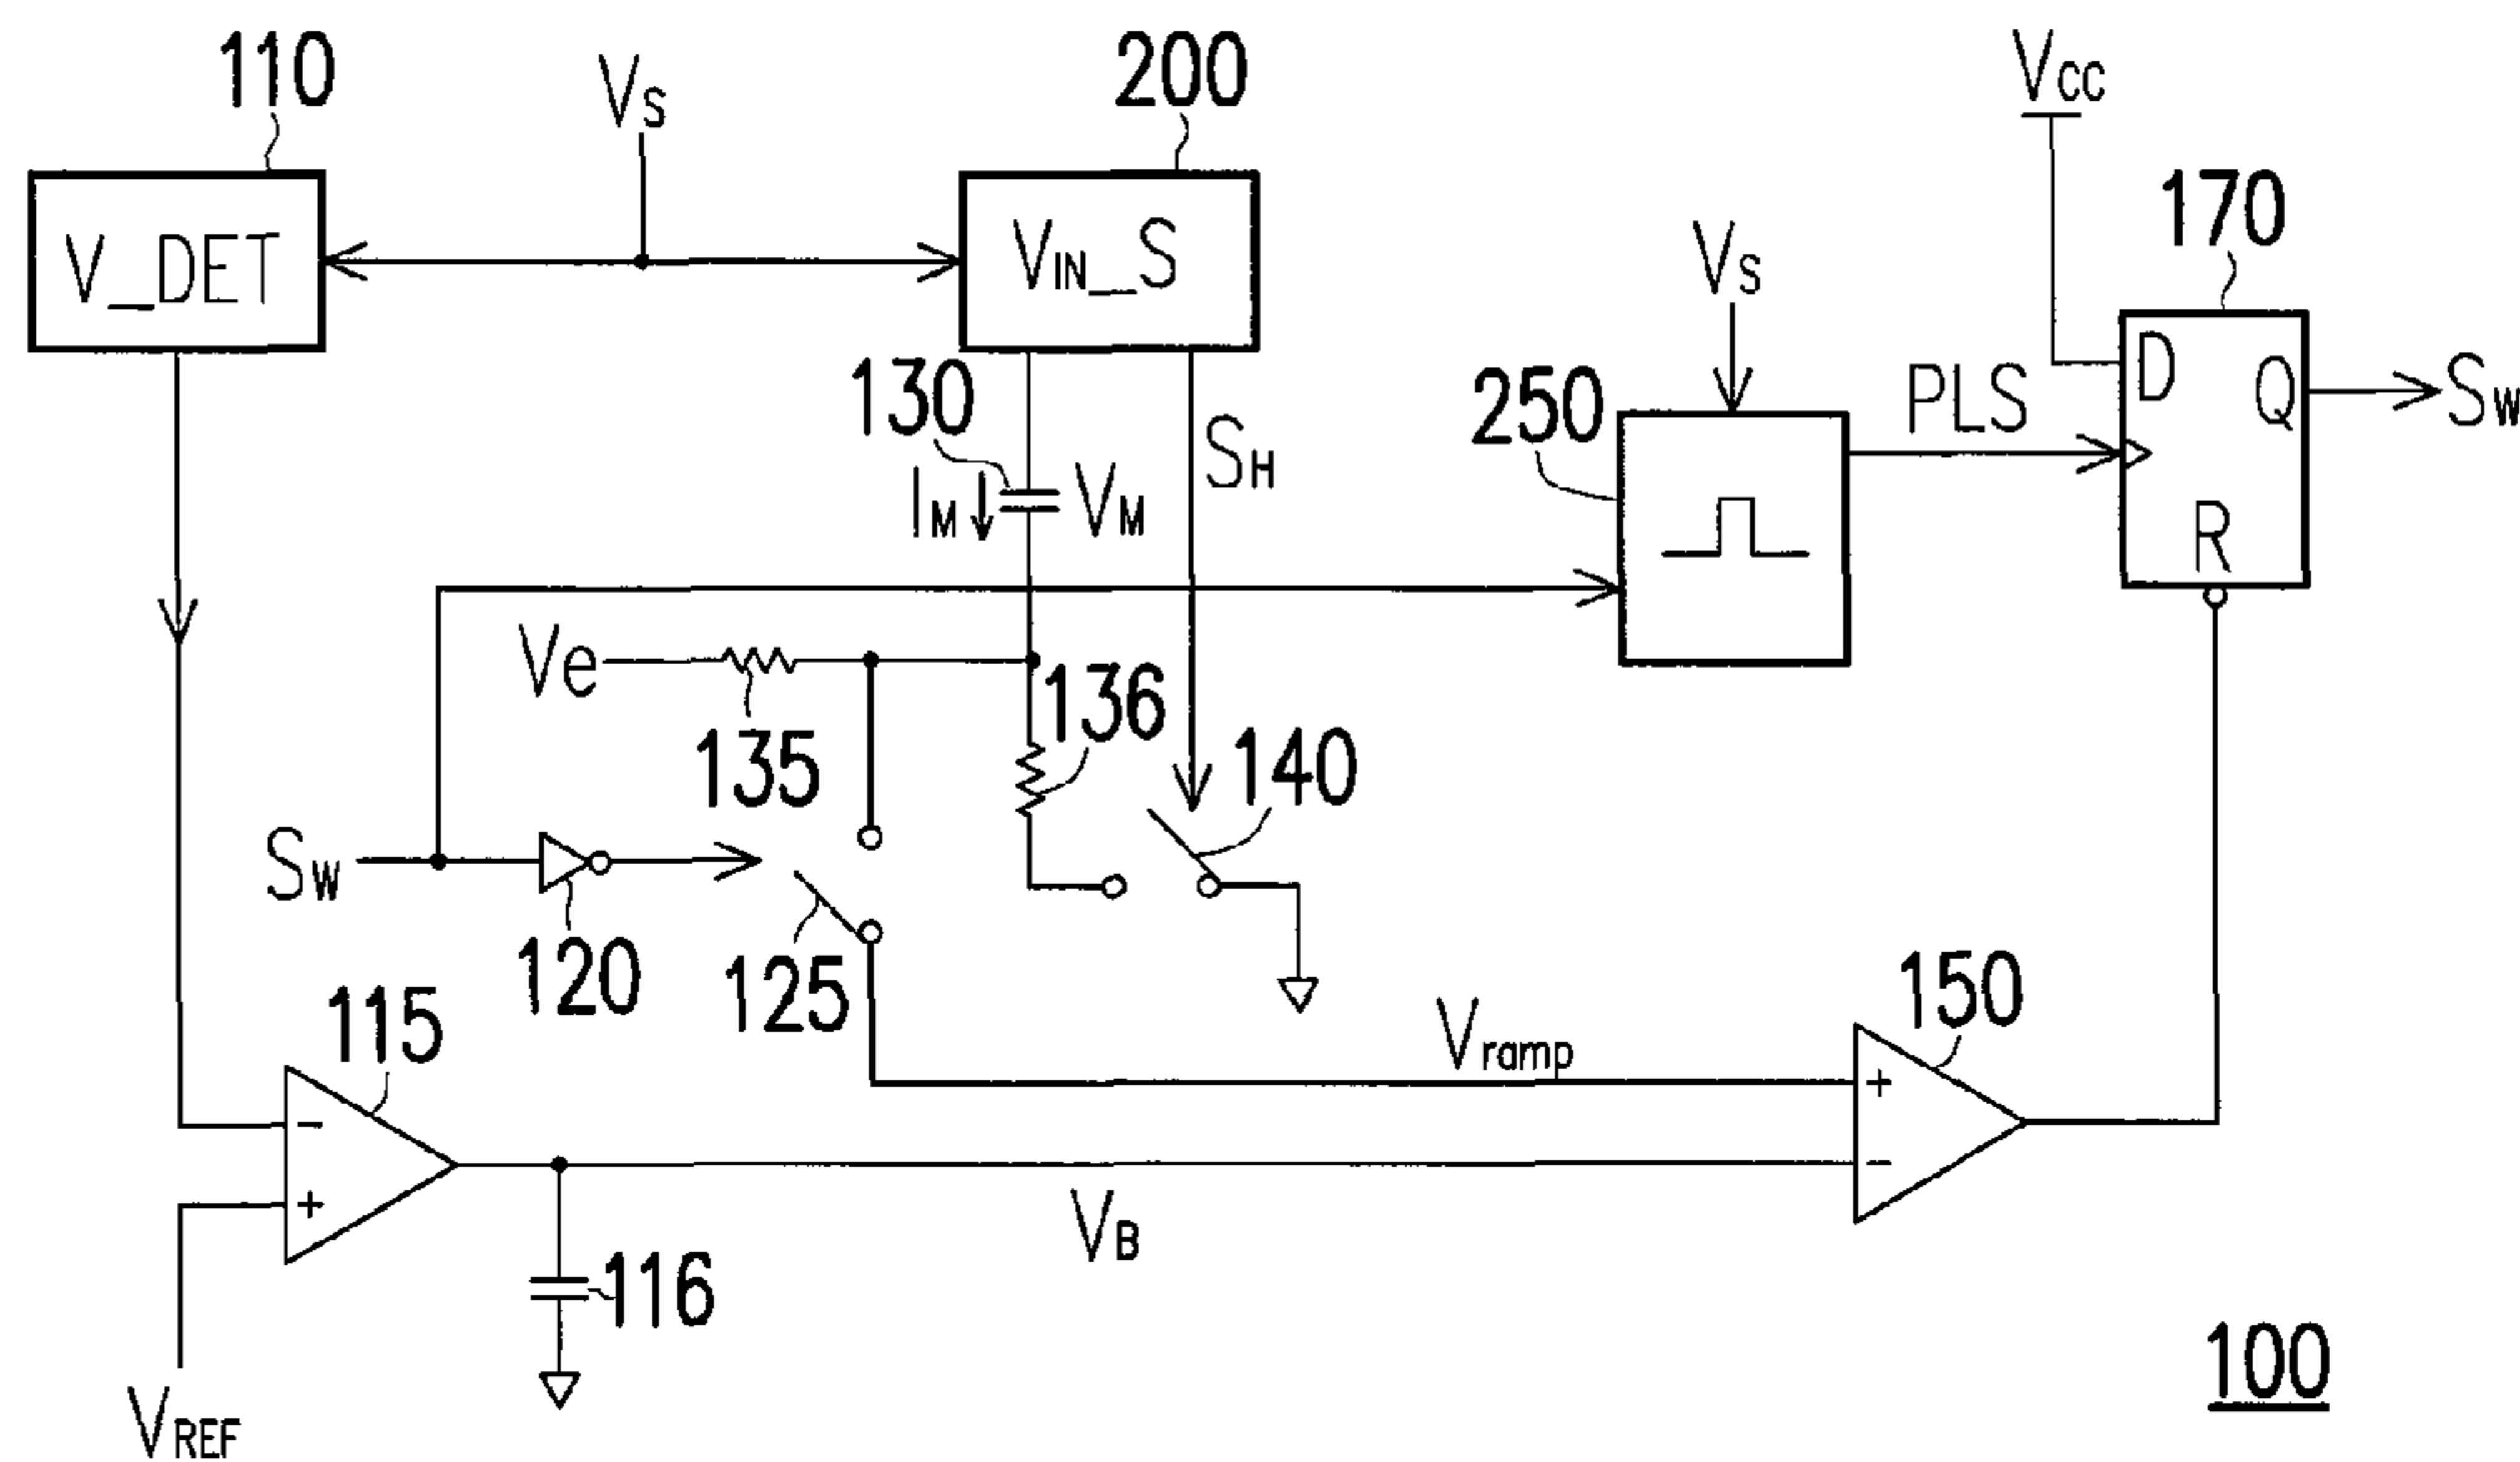 110
VS
200
VCC
V_DET
VIN_S
VS
170
130
SH
250
PLS
D
Q
SW
IM
VM
R
Ve
136
135
140
SW
120
125
115
Vramp
150
-
+
+
-
VB
116
VREF
100